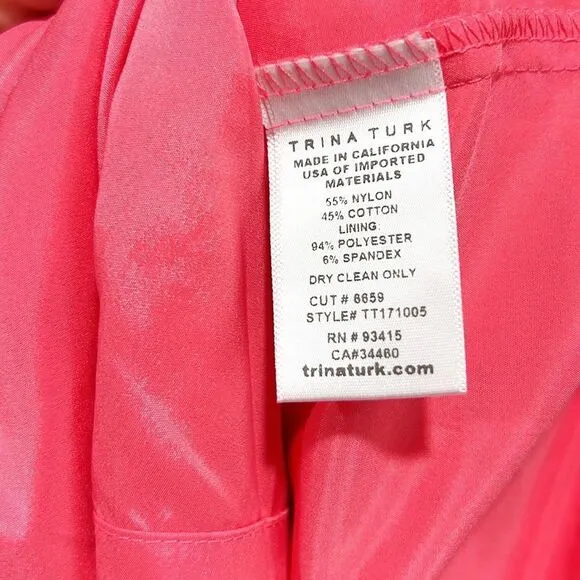 TRINA TURK
MADE IN CALIFORNIA
USA OF IMPORTED
MATERIALS
55% NYLON
45% COTTON
LINING:
94% POLYESTER
6% SPANDEX
DRY CLEAN ONLY
CUT # 6659
STYLE# TT171005
RN # 93415
CA#34460
trinaturk.com